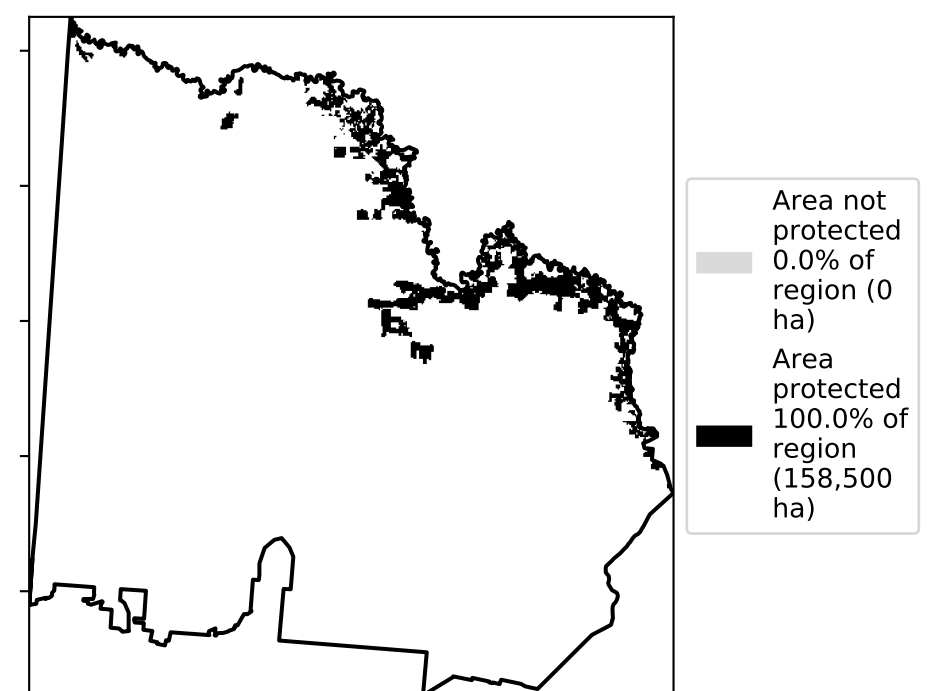 Area not
protected
0.0% of
region (0
ha)
Area
protected
100.0% of
region
(158,500
ha)